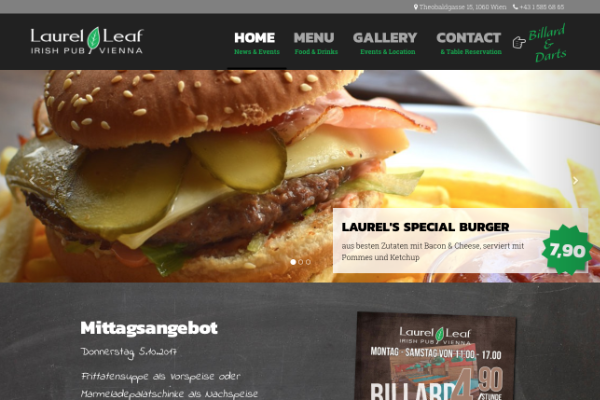 Theobaldgasse 15, 1060 Wien +43 1 585 68 65
Laurel Leaf
IRISH PUB VIENNA
HOME MENU GALLERY CONTACT
News & Events Food & Drinks Events & Location & Table Reservation
Billard
&
Darts
LAUREL'S SPECIAL BURGER
aus besten Zutaten mit Bacon & Cheese, serviert mit
Pommes und Ketchup
7,90
Mittagsangebot
Donnerstag, 5.10.2017
Frittatensuppe als Vorspeise oder
Marmeladepalatschinke als Nachspeise
Laurel Leaf
IRISH PUB VIENNA
MONTAG - SAMSTAG VON 11:00 - 17.00
BILLARD 4,90
/STUNDE